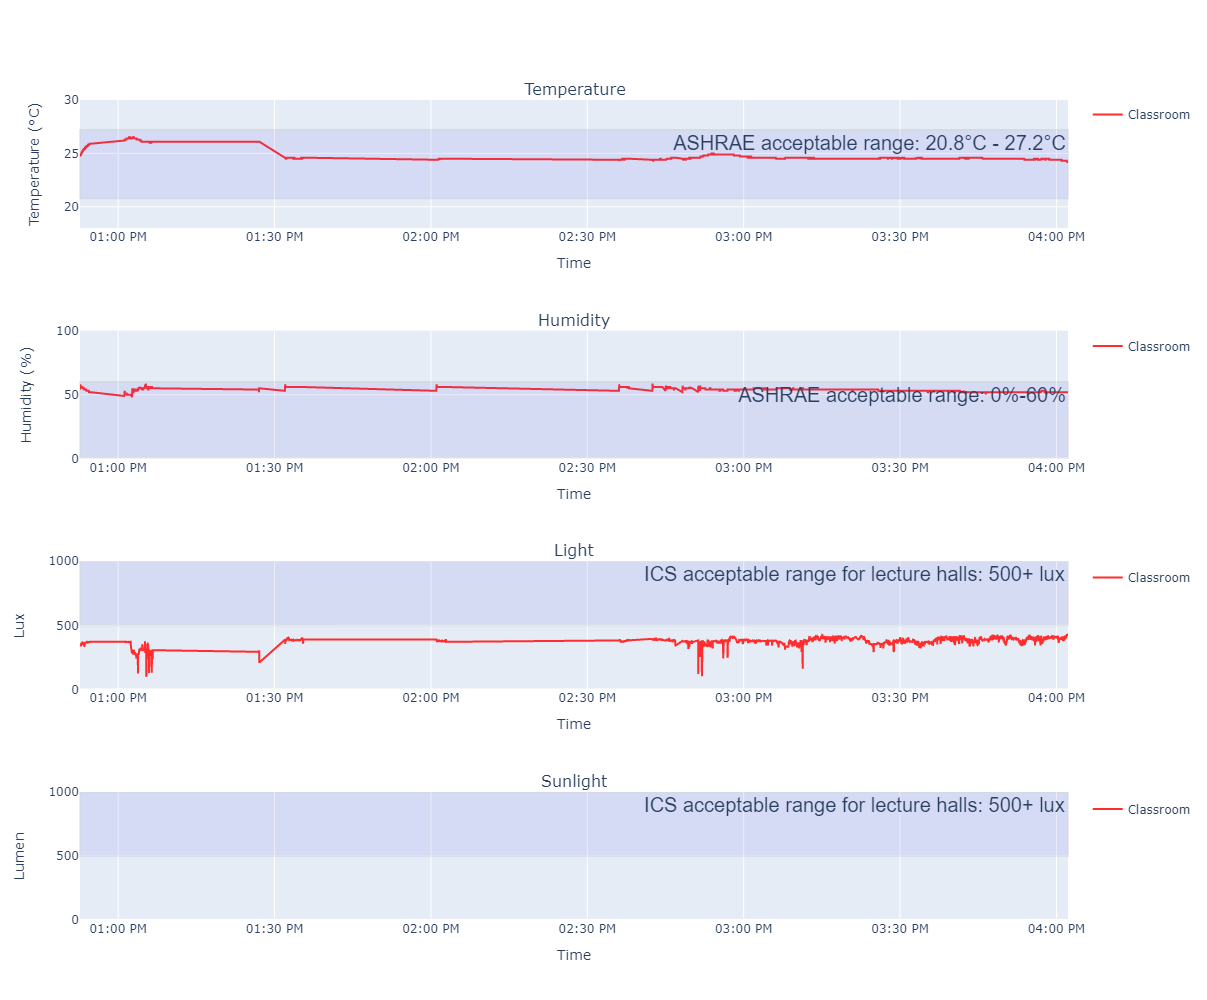 Temperature
30
25
20
Temperature (°C)
ASHRAE acceptable range: 20.8°C - 27.2°C
Classroom
01:00 PM 01:30 PM 02:00 PM 02:30 PM 03:00 PM 03:30 PM 04:00 PM
Time
Humidity
100
50
0
Humidity (%)
ASHRAE acceptable range: 0%-60%
Classroom
01:00 PM 01:30 PM 02:00 PM 02:30 PM 03:00 PM 03:30 PM 04:00 PM
Time
Light
1000
500
0
Lux
ICS acceptable range for lecture halls: 500+ lux
Classroom
01:00 PM 01:30 PM 02:00 PM 02:30 PM 03:00 PM 03:30 PM 04:00 PM
Time
Sunlight
1000
500
0
Lumen
ICS acceptable range for lecture halls: 500+ lux
Classroom
01:00 PM 01:30 PM 02:00 PM 02:30 PM 03:00 PM 03:30 PM 04:00 PM
Time